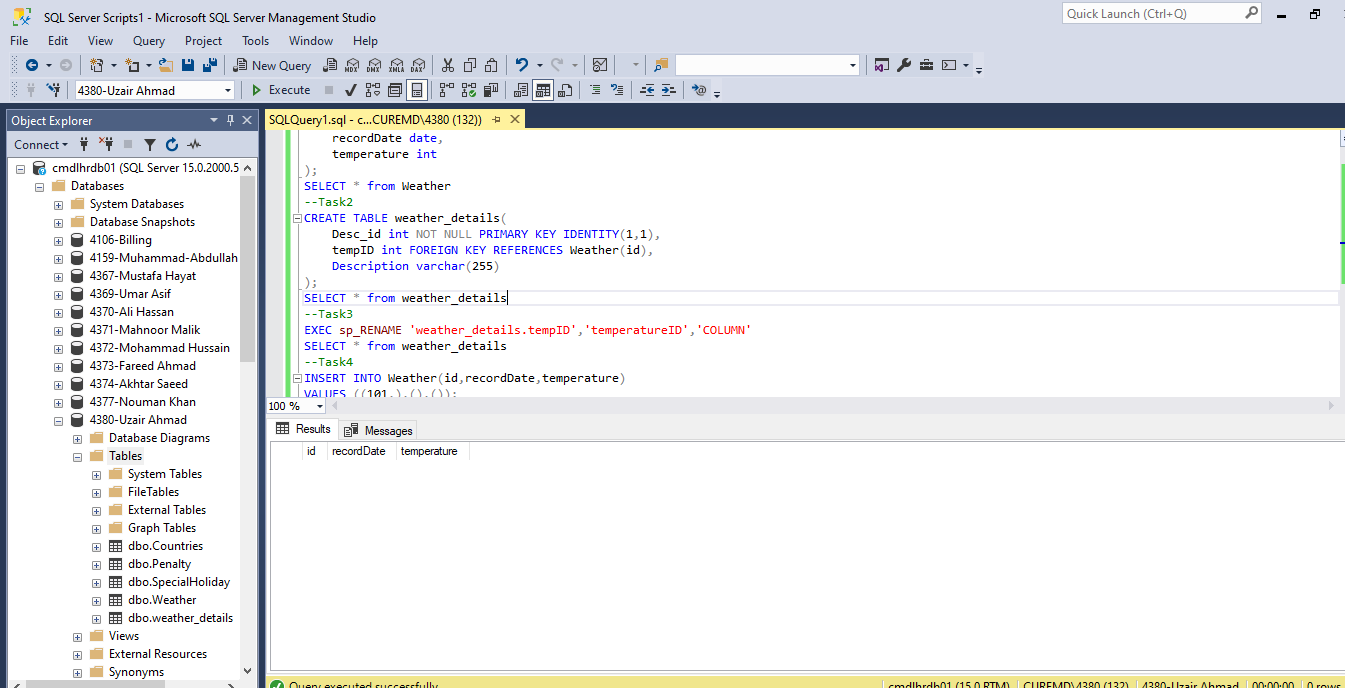 SQL Server Scripts1 - Microsoft SQL Server Management Studio
Quick Launch (Ctrl+Q)
File Edit View Query Project Tools Window Help
New Query MDX DMX XMLA DAX
4380-Uzair Ahmad Execute
Object Explorer
SQLQuery1.sql - c...CUREMD\4380 (132))
Connect
cmdlhrdb01 (SQL Server 15.0.2000.5
Databases
System Databases
Database Snapshots
4106-Billing
4159-Muhammad-Abdullah
4367-Mustafa Hayat
4369-Umar Asif
4370-Ali Hassan
4371-Mahnoor Malik
4372-Mohammad Hussain
4373-Fareed Ahmad
4374-Akhtar Saeed
4377-Nouman Khan
4380-Uzair Ahmad
Database Diagrams
Tables
System Tables
FileTables
External Tables
Graph Tables
dbo.Countries
dbo.Penalty
dbo.SpecialHoliday
dbo.Weather
dbo.weather_details
Views
External Resources
Synonyms
recordDate date,
temperature int
);
SELECT * from Weather
--Task2
CREATE TABLE weather_details(
Desc_id int NOT NULL PRIMARY KEY IDENTITY(1,1),
tempID int FOREIGN KEY REFERENCES Weather(id),
Description varchar(255)
);
SELECT * from weather_details
--Task3
EXEC sp_RENAME 'weather_details.tempID','temperatureID','COLUMN'
SELECT * from weather_details
--Task4
INSERT INTO Weather(id,recordDate,temperature)
VALUES ((101,),(),());
100 %
Results Messages
id recordDate temperature
Query executed successfully.
cmdlhrdb01 (15.0 RTM) CUREMD\4380 (132) 4380-Uzair Ahmad 00:00:00 0 rows